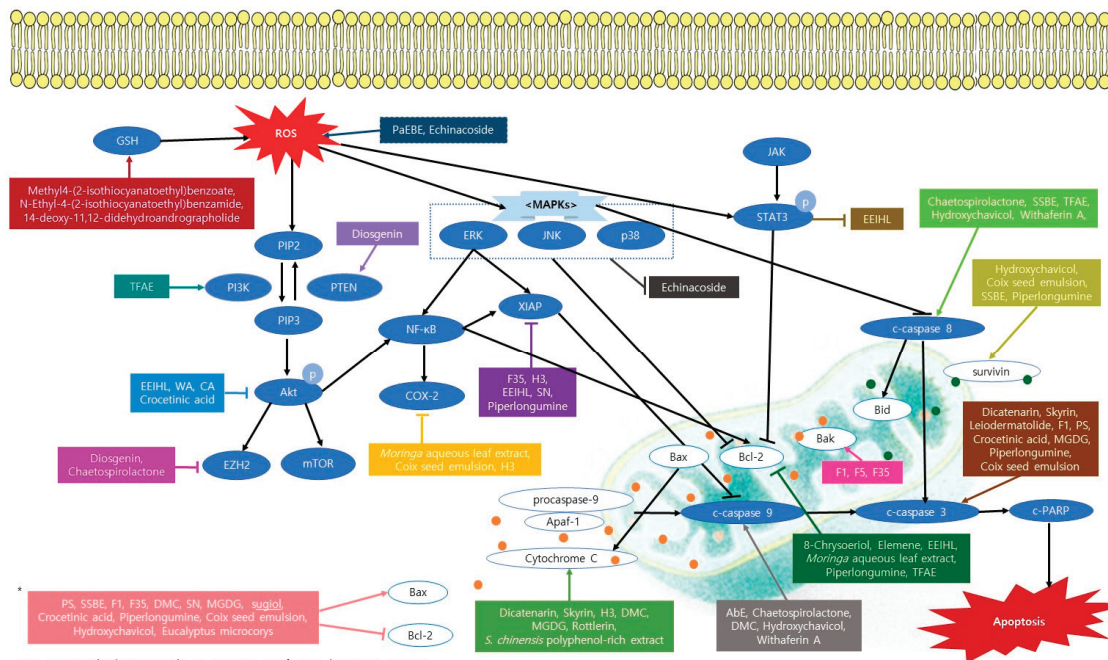 GSH
ROS
PaEBE, Echinacoside
JAK
Methyl4-(2-isothiocyanatoethyl)benzoate,
N-Ethyl-4-(2-isothiocyanatoethyl)benzamide,
14-deoxy-11,12-didehydroandrographolide
<MAPKs>
ERK
JNK
p38
STAT3
p
EEIHL
Chaetospirolactone, SSBE, TFAE,
Hydroxychavicol, Withaferin A,
PIP2
Diosgenin
TFAE
PI3K
PTEN
Echinacoside
Hydroxychavicol,
Coix seed emulsion,
SSBE, Piperlongumine
PIP3
NF-κB
XIAP
c-caspase 8
survivin
EEIHL, WA, CA
Crocetinic acid
Akt
p
COX-2
F35, H3,
EEIHL, SN,
Piperlongumine
Bid
Dicatenarin, Skyrin,
Leiodermatolide, F1, PS,
Crocetinic acid, MGDG,
Piperlongumine,
Coix seed emulsion
Diosgenin,
Chaetospirolactone
EZH2
mTOR
Moringa aqueous leaf extract,
Coix seed emulsion, H3
Bax
Bcl-2
Bak
F1, F5, F35
procaspase-9
Apaf-1
c-caspase 9
c-caspase 3
c-PARP
Cytochrome C
8-Chrysoeriol, Elemene, EEIHL,
Moringa aqueous leaf extract,
Piperlongumine, TFAE
*
PS, SSBE, F1, F35, DMC, SN, MGDG, sugiol,
Crocetinic acid, Piperlongumine, Coix seed emulsion,
Hydroxychavicol, Eucalyptus microcorys
Bax
Bcl-2
Dicatenarin, Skyrin, H3, DMC,
MGDG, Rottlerin,
S. chinensis polyphenol-rich extract
AbE, Chaetospirolactone,
DMC, Hydroxychavicol,
Withaferin A
Apoptosis